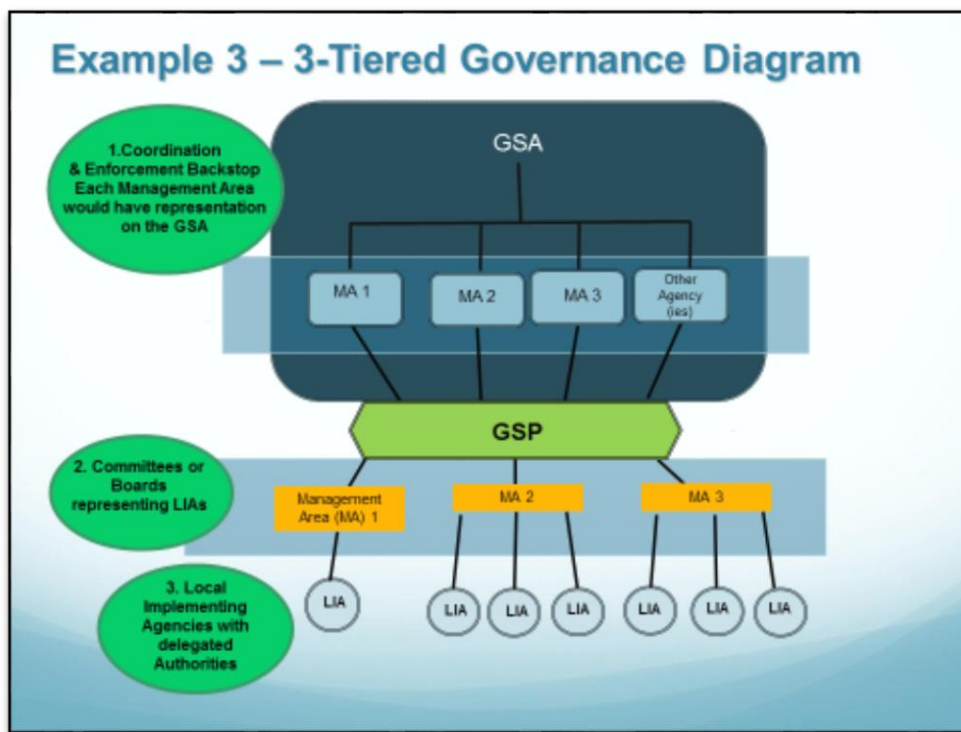 Example 3 – 3-Tiered Governance Diagram
1.Coordination
& Enforcement Backstop
Each Management Area
would have representation
on the GSA
GSA
MA 1
MA 2
MA 3
Other
Agency
(ies)
GSP
2. Committees or
Boards
representing LIAs
Management
Area (MA) 1
MA 2
MA 3
3. Local
Implementing
Agencies with
delegated
Authorities
LIA
LIA
LIA
LIA
LIA
LIA
LIA